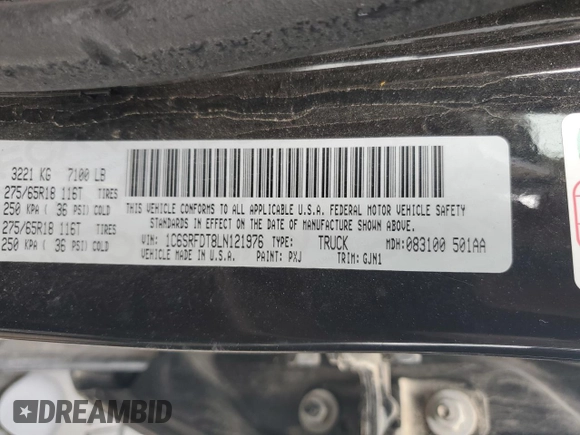 3221 KG 7100 LB
275/65R18 116T TIRES
250 KPA ( 36 PSI) COLD
275/65R18 116T TIRES
250 KPA ( 36 PSI) COLD
THIS VEHICLE CONFORMS TO ALL APPLICABLE U.S.A. FEDERAL MOTOR VEHICLE SAFETY
STANDARDS IN EFFECT ON THE DATE OF MANUFACTURE SHOWN ABOVE.
VIN: 1C6SRFDT8LN121976 TYPE: TRUCK MDH: 083100 501AA
VEHICLE MADE IN U.S.A. PAINT: PXJ TRIM: GJN1
DREAMBID